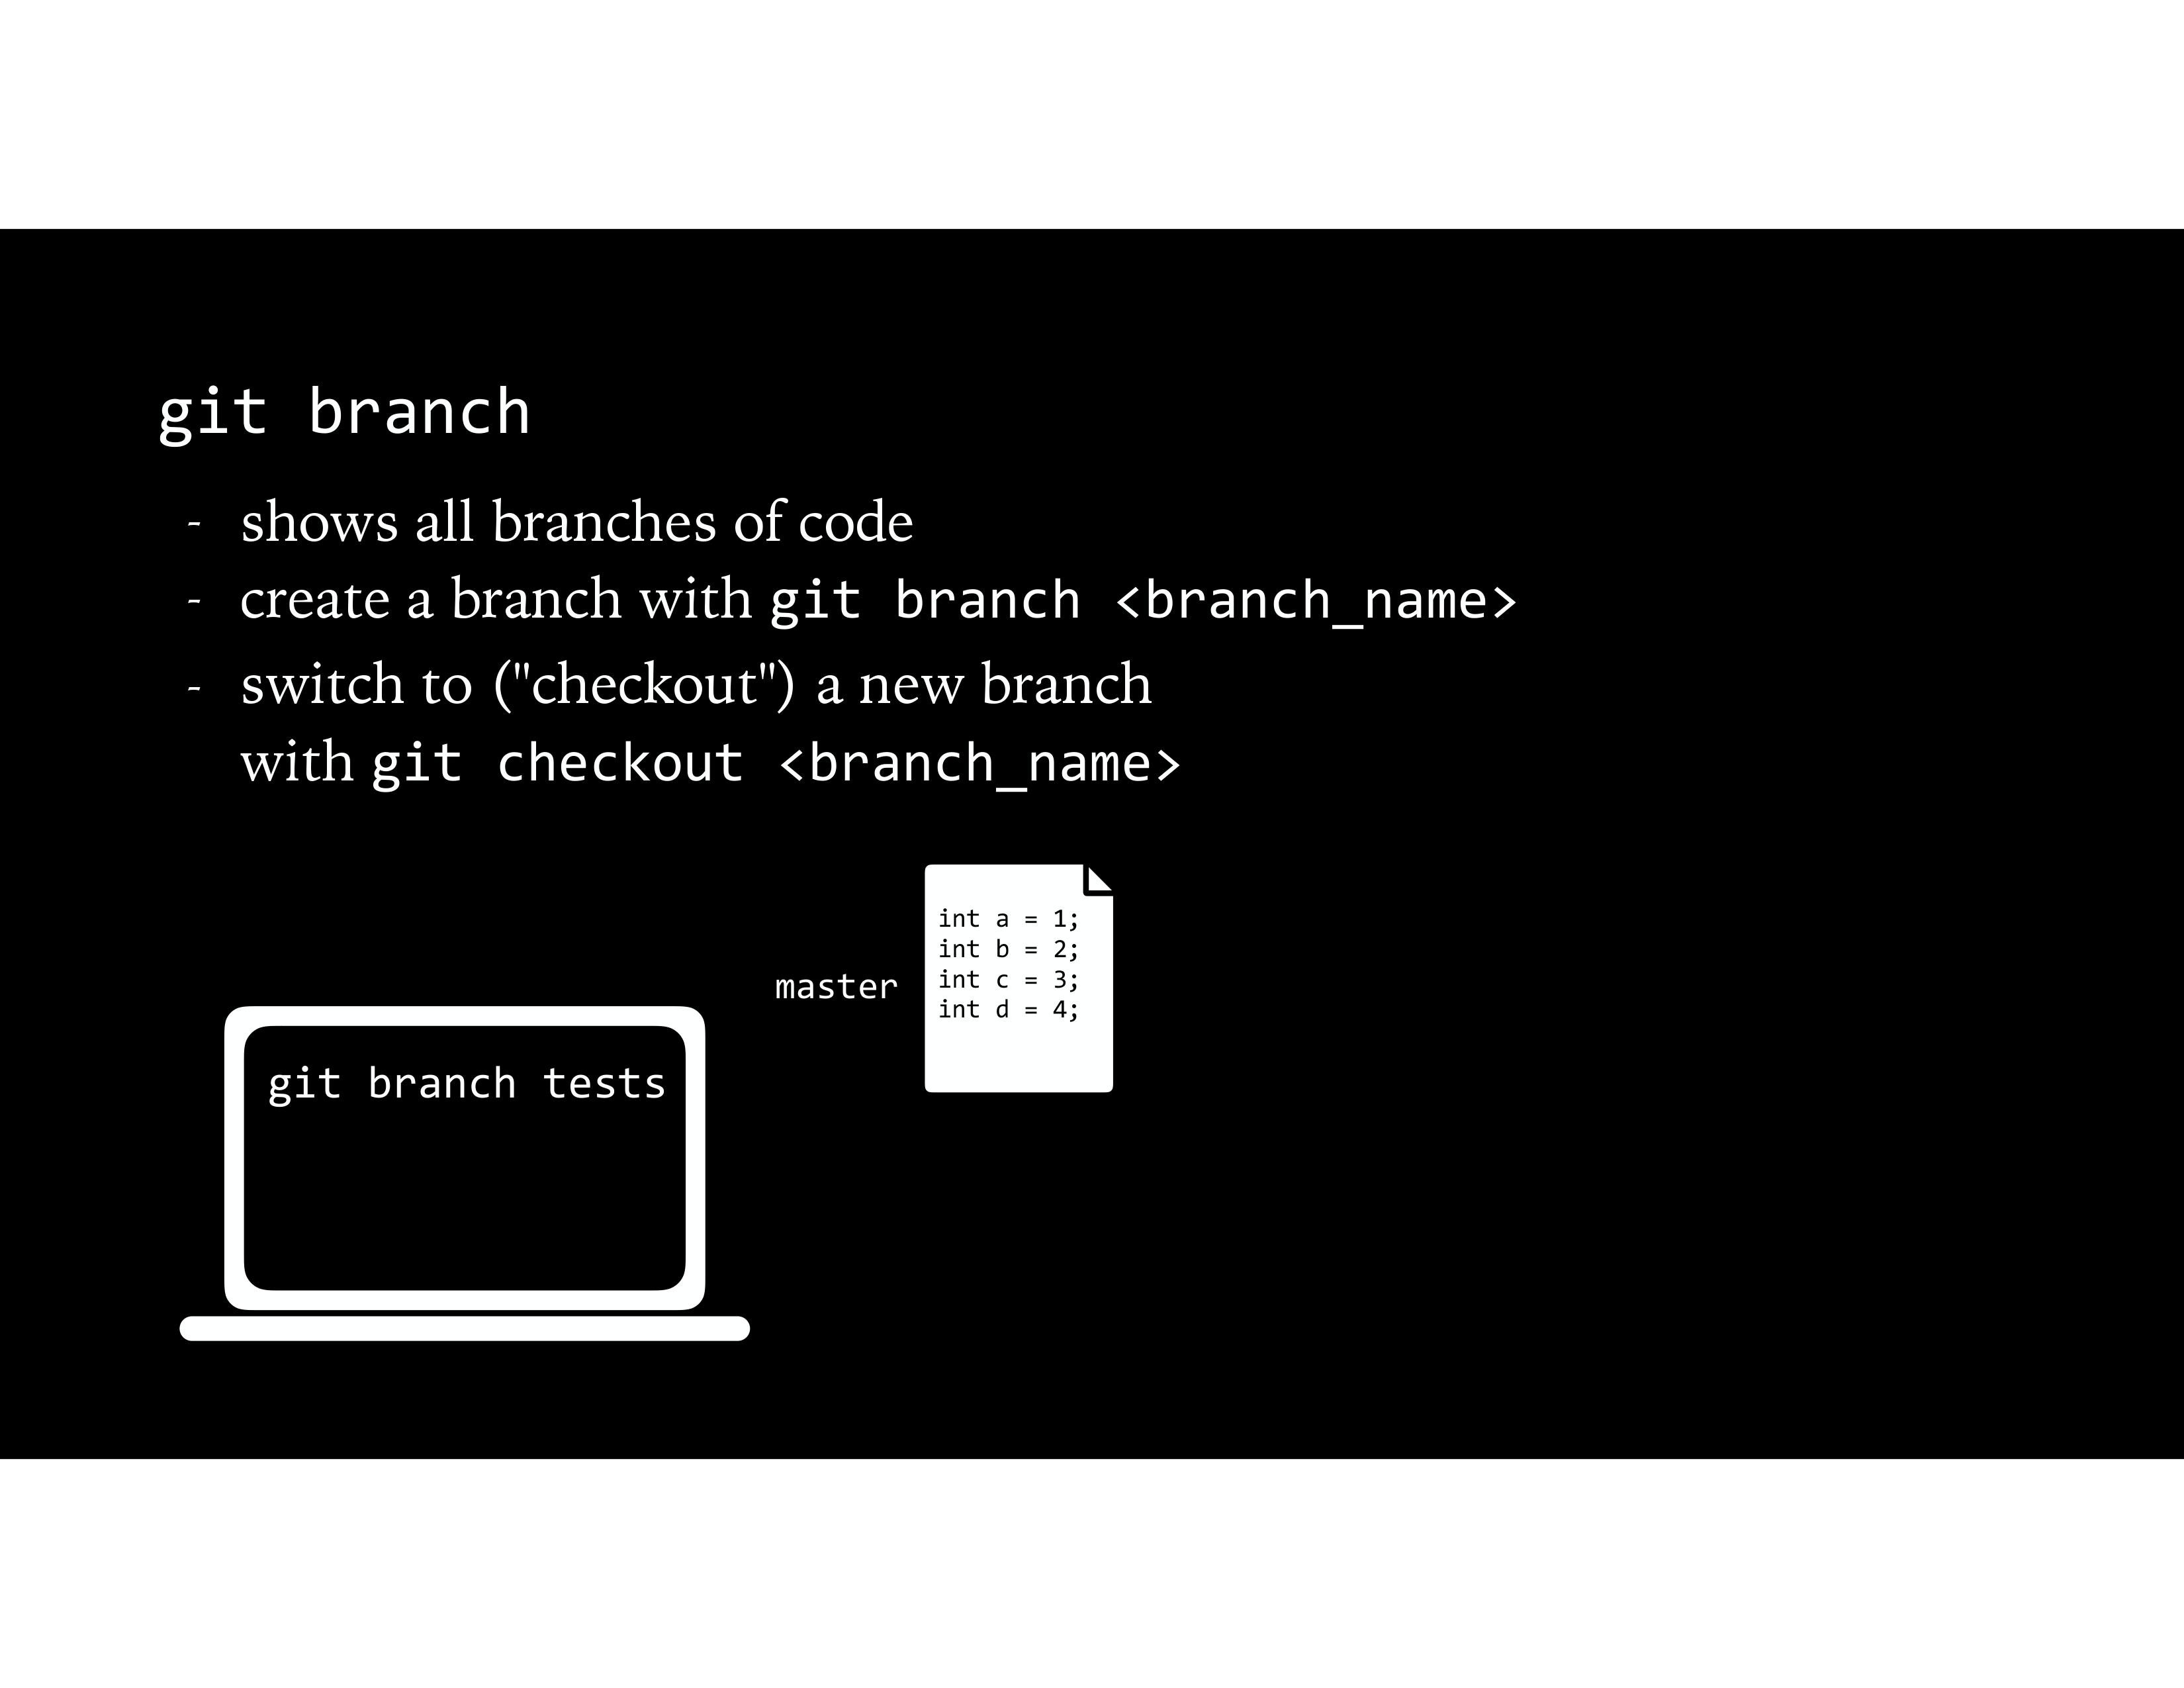 git branch
- shows all branches of code
- create a branch with git branch <branch_name>
- switch to ("checkout") a new branch
with git checkout <branch_name>
int a = 1;
int b = 2;
int c = 3;
int d = 4;
master
git branch tests